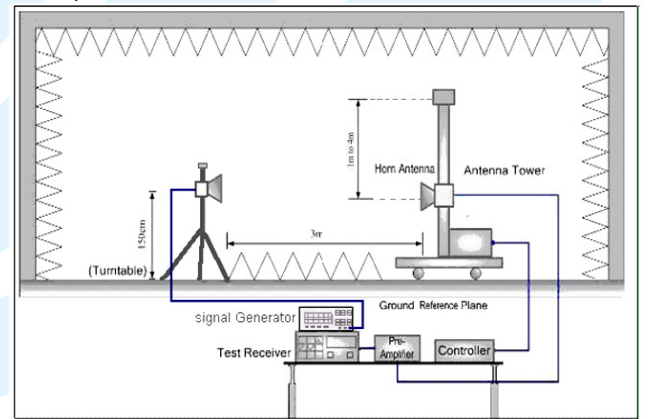 1m to 4m
Horn Antenna
Antenna Tower
150cm
3m
(Turntable)
Ground Reference Plane
signal Generator
Test Receiver
Pre-
Amplifier
Controller